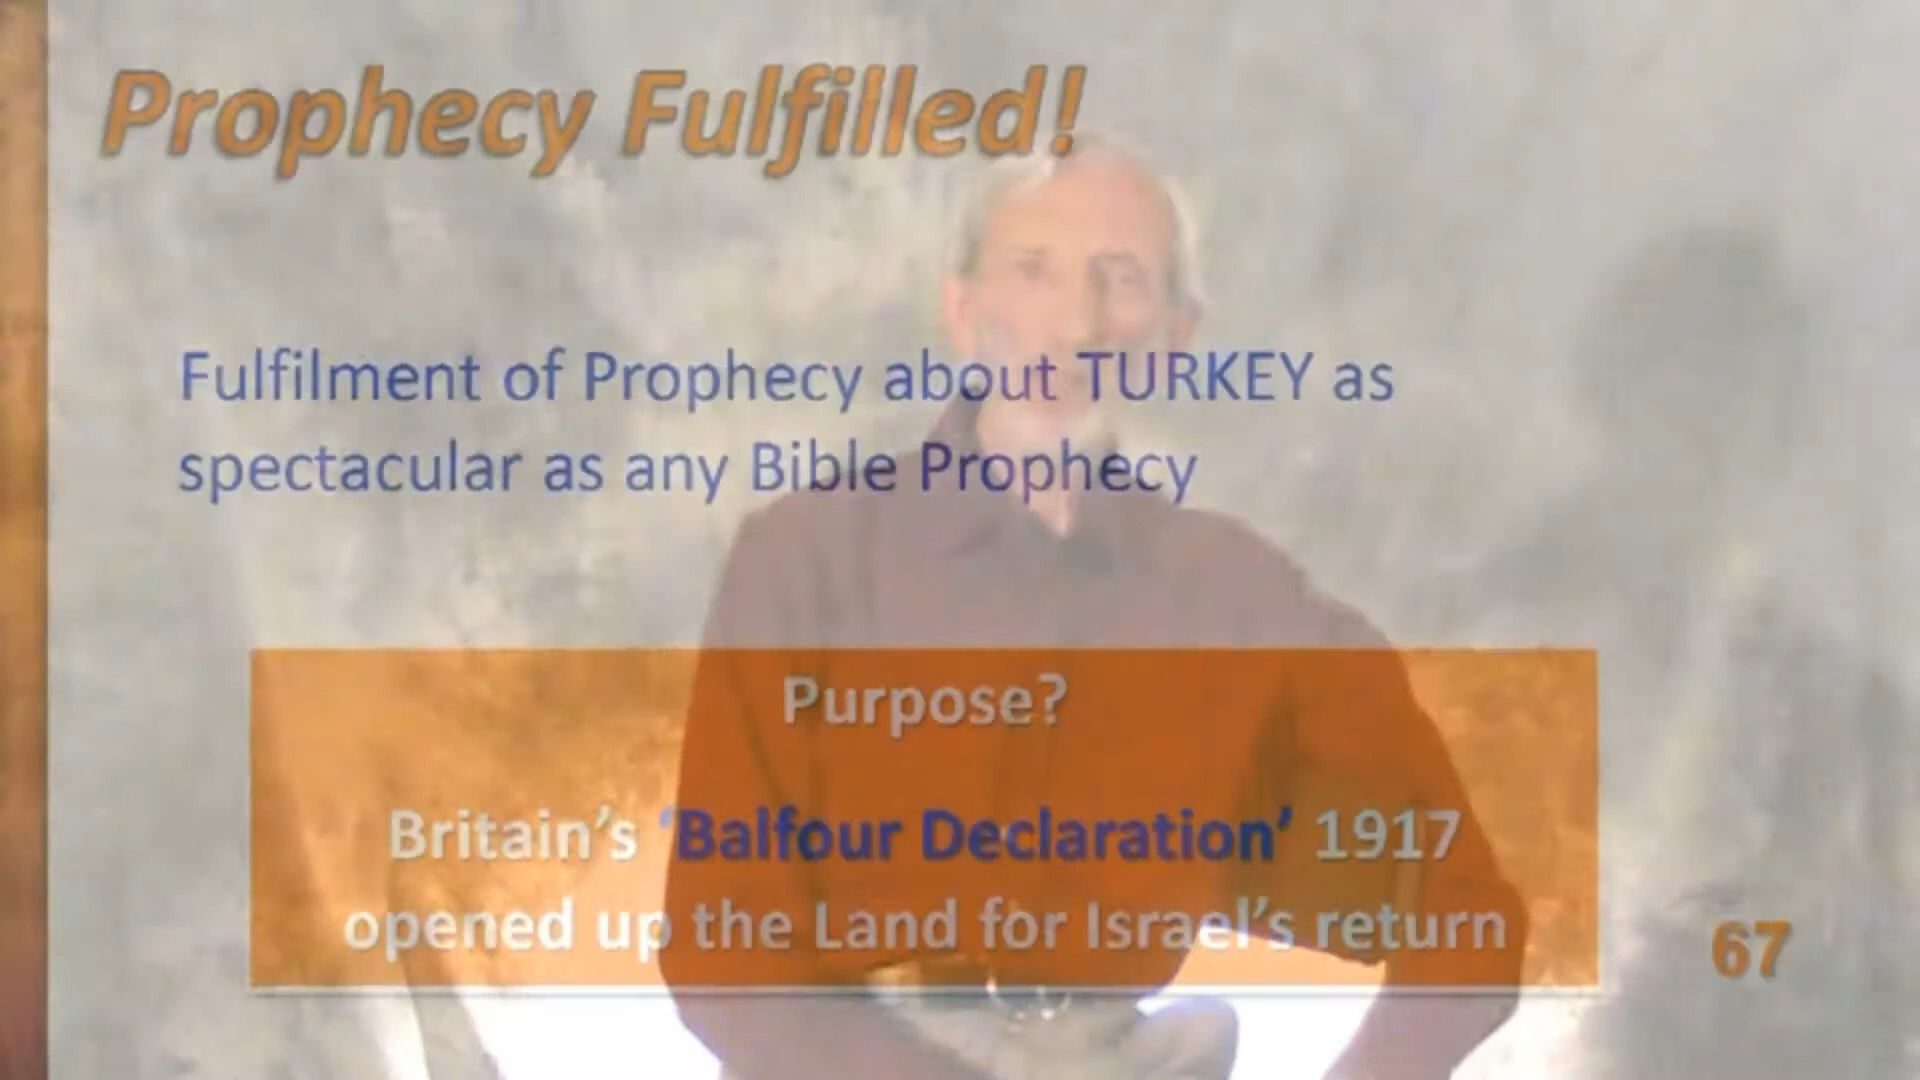 Prophecy Fulfilled!
Fulfilment of Prophecy about TURKEY as
spectacular as any Bible Prophecy
Purpose?
Britain's 'Balfour Declaration' 1917
opened up the Land for Israel's return
67